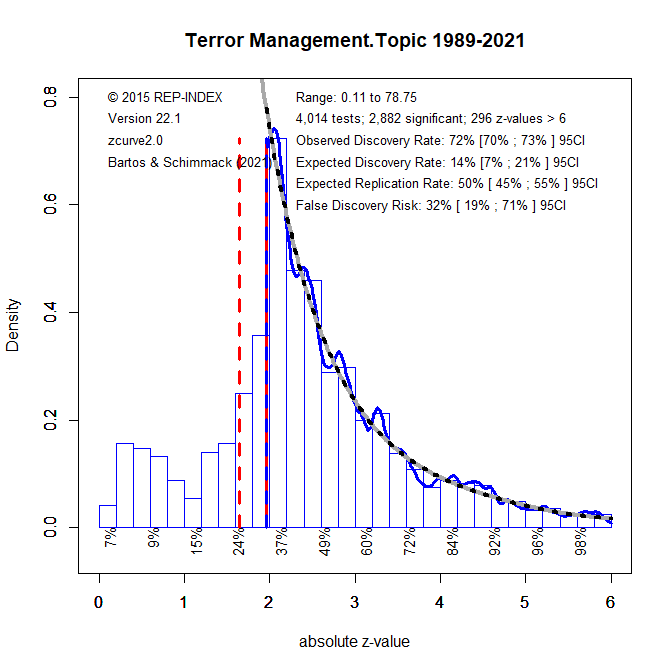 Terror Management.Topic 1989-2021
© 2015 REP-INDEX
Version 22.1
zcurve2.0
Bartos & Schimmack (2021)
Range: 0.11 to 78.75
4,014 tests; 2,882 significant; 296 z-values > 6
Observed Discovery Rate: 72% [70% ; 73% ] 95CI
Expected Discovery Rate: 14% [7% ; 21% ] 95CI
Expected Replication Rate: 50% [ 45% ; 55% ] 95CI
False Discovery Risk: 32% [ 19% ; 71% ] 95CI
Density
0.8
0.6
0.4
0.2
0.0
7% 9% 15% 24% 37% 49% 60% 72% 84% 92% 96% 98%
0 1 2 3 4 5 6
absolute z-value